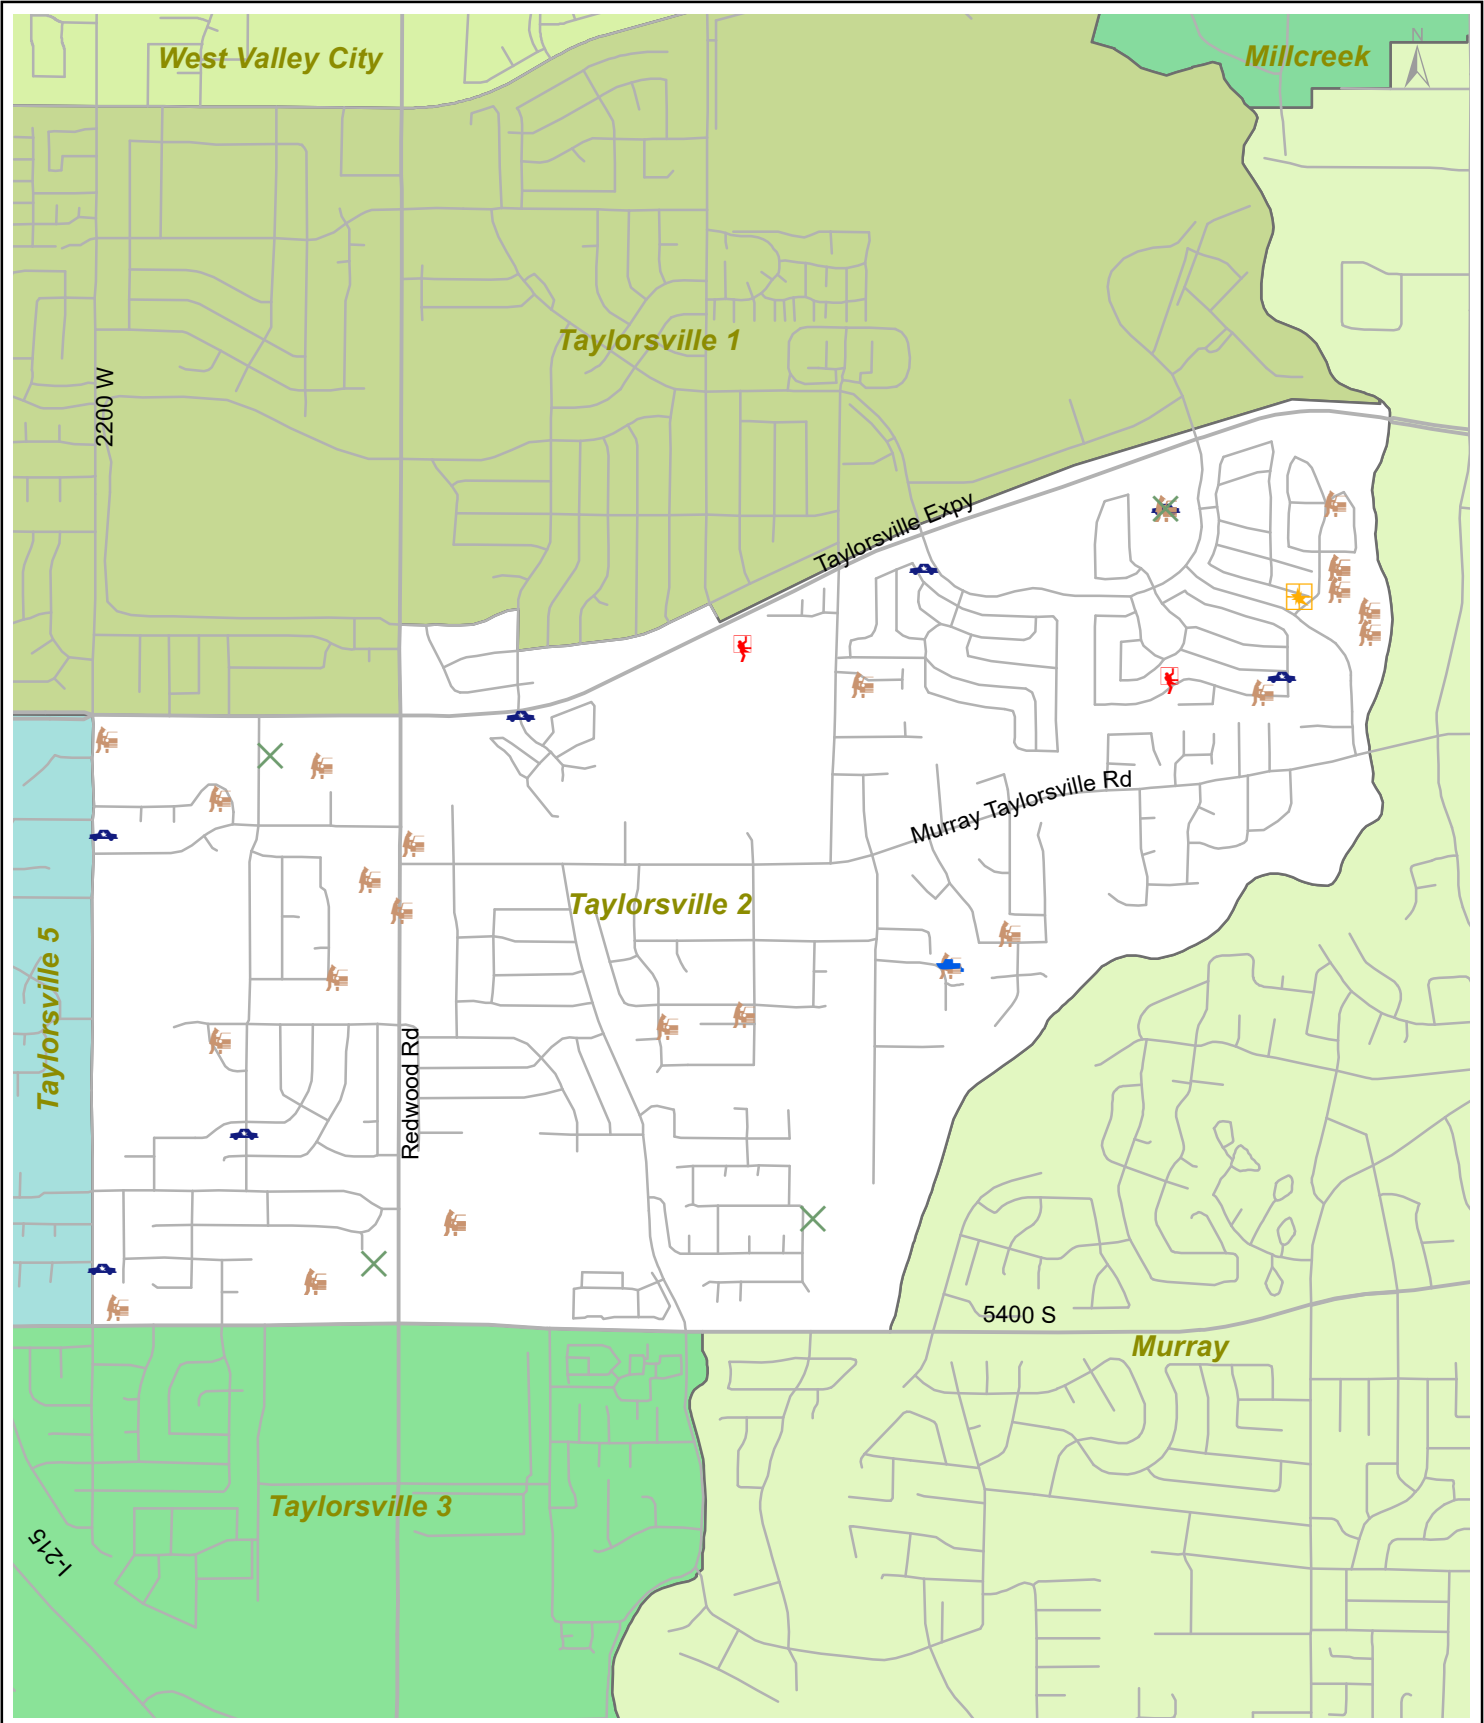 West Valley City
Millcreek
N
Taylorsville 1
2200 W
Taylorsville Expy
Murray Taylorsville Rd
Taylorsville 2
Taylorsville 5
Redwood Rd
5400 S
Murray
Taylorsville 3
I-215